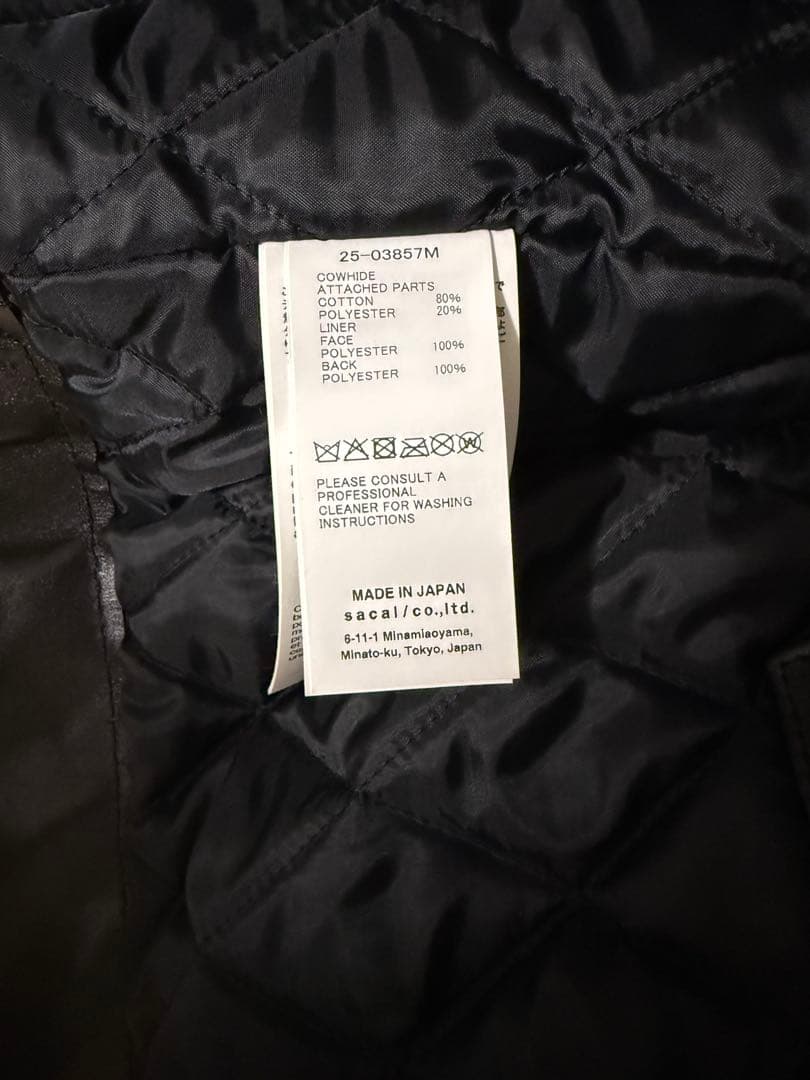 25-03857M
COWHIDE
ATTACHED PARTS
COTTON 80%
POLYESTER 20%
LINER
FACE
POLYESTER 100%
BACK
POLYESTER 100%
W
PLEASE CONSULT A
PROFESSIONAL
CLEANER FOR WASHING
INSTRUCTIONS
MADE IN JAPAN
sacai/co.,ltd.
6-11-1 Minamiaoyama,
Minato-ku, Tokyo, Japan